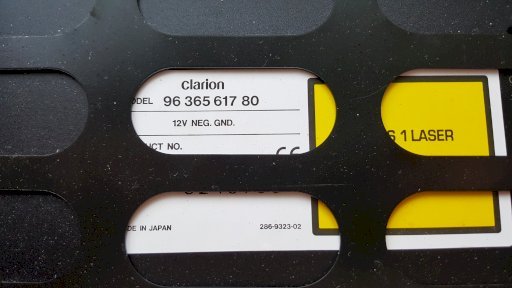 Clarion
ODEL 96 365 617 80
12V NEG. GND.
CT NO.
CE
S 1 LASER
DE IN JAPAN
286-9323-02